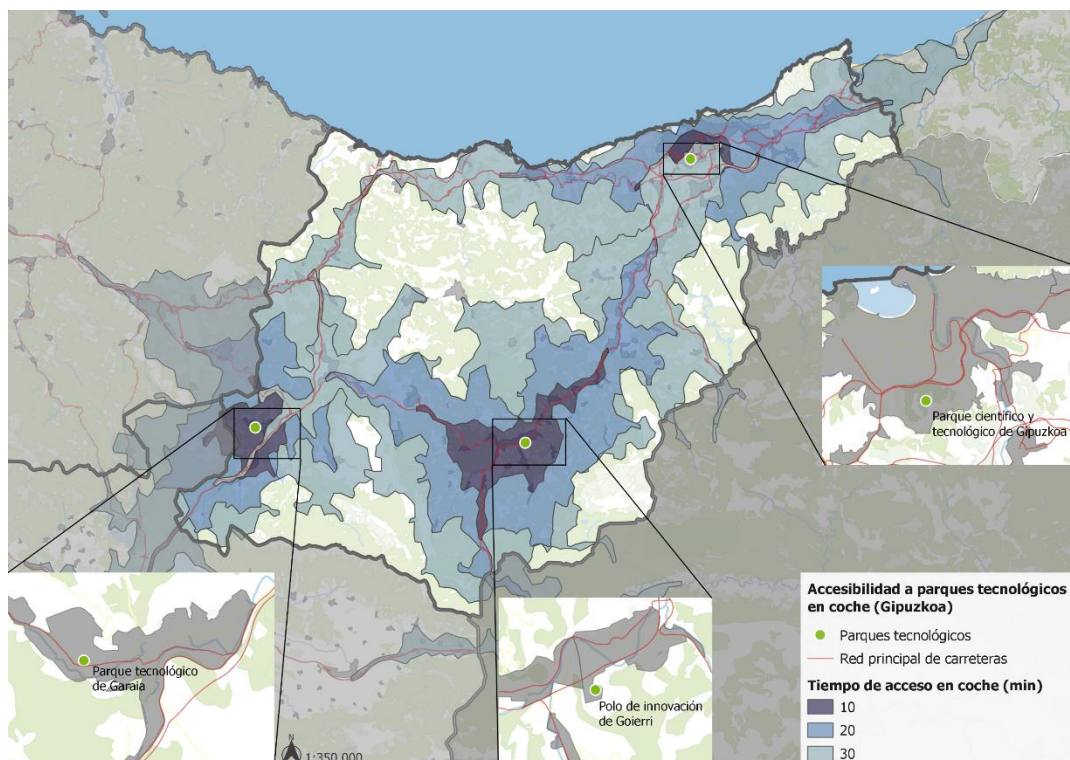 Parque científico y
tecnológico de Gipuzkoa
Parque tecnológico
de Garaia
Polo de innovación
de Goierri
N
1:350.000
Accesibilidad a parques tecnológicos
en coche (Gipuzkoa)
Parques tecnológicos
Red principal de carreteras
Tiempo de acceso en coche (min)
10
20
30